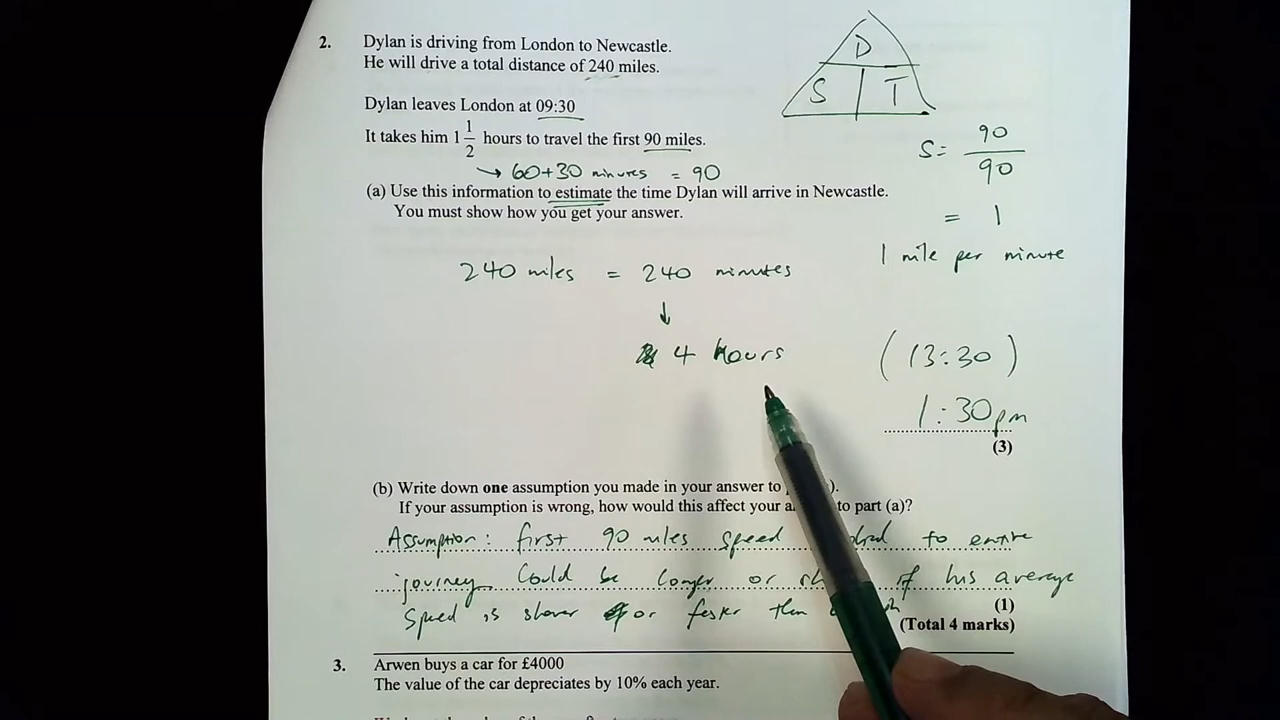 2. Dylan is driving from London to Newcastle.
He will drive a total distance of 240 miles.
D
S T
Dylan leaves London at 09:30
It takes him 1 1/2 hours to travel the first 90 miles.
→ 60+30 minutes = 90
S = 90/90
(a) Use this information to estimate the time Dylan will arrive in Newcastle.
You must show how you get your answer.
= 1
1 mile per minute
240 miles = 240 minutes
↓
4 hours
(13:30)
1:30pm
(3)
(b) Write down one assumption you made in your answer to
If your assumption is wrong, how would this affect your to part (a)?
Assumption: first 90 miles speed to entire
journey. Could be longer or if his average
speed is slower or faster then
(1)
(Total 4 marks)
3. Arwen buys a car for £4000
The value of the car depreciates by 10% each year.